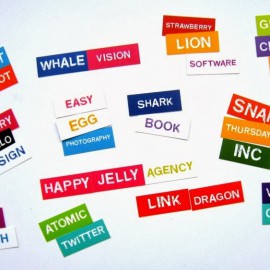 STRAWBERRY
LION
SOFTWARE
WHALE VISION
EASY
EGG
PHOTOGRAPHY
SHARK
BOOK
THURSDAY
INC
SIGN
HAPPY JELLY AGENCY
LINK DRAGON
ATOMIC
TWITTER